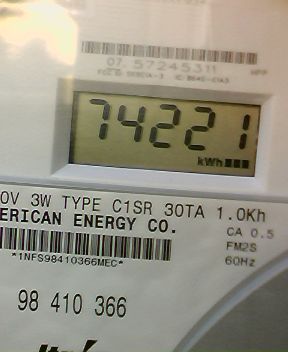 07 57245311
74221
kWh
0V 3W TYPE C1SR 30TA 1.0Kh
ERICAN ENERGY CO.
CA 0.5
FM2S
*1NFS98410366MEC*
60Hz
98 410 366